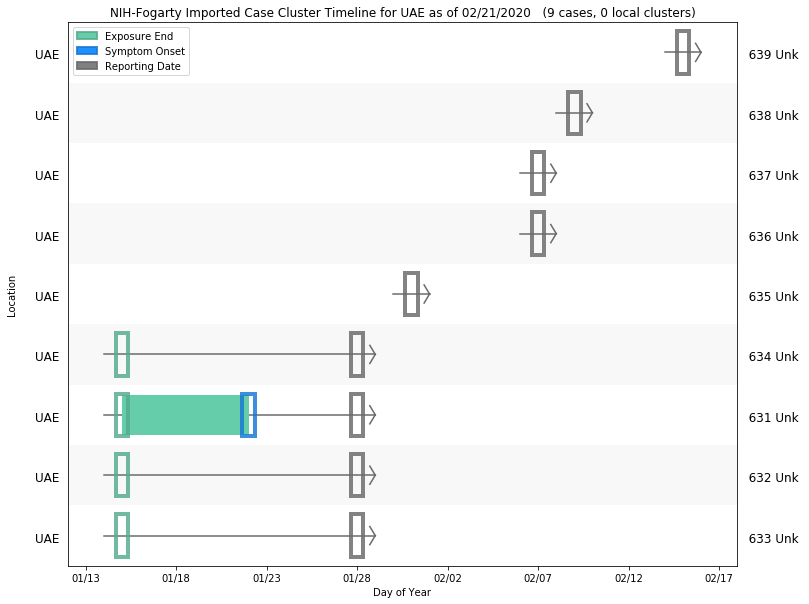 NIH-Fogarty Imported Case Cluster Timeline for UAE as of 02/21/2020 (9 cases, 0 local clusters)
Exposure End
Symptom Onset
Reporting Date
UAE 639 Unk
UAE 638 Unk
UAE 637 Unk
UAE 636 Unk
UAE 635 Unk
UAE 634 Unk
UAE 631 Unk
UAE 632 Unk
UAE 633 Unk
Location
01/13 01/18 01/23 01/28 02/02 02/07 02/12 02/17
Day of Year